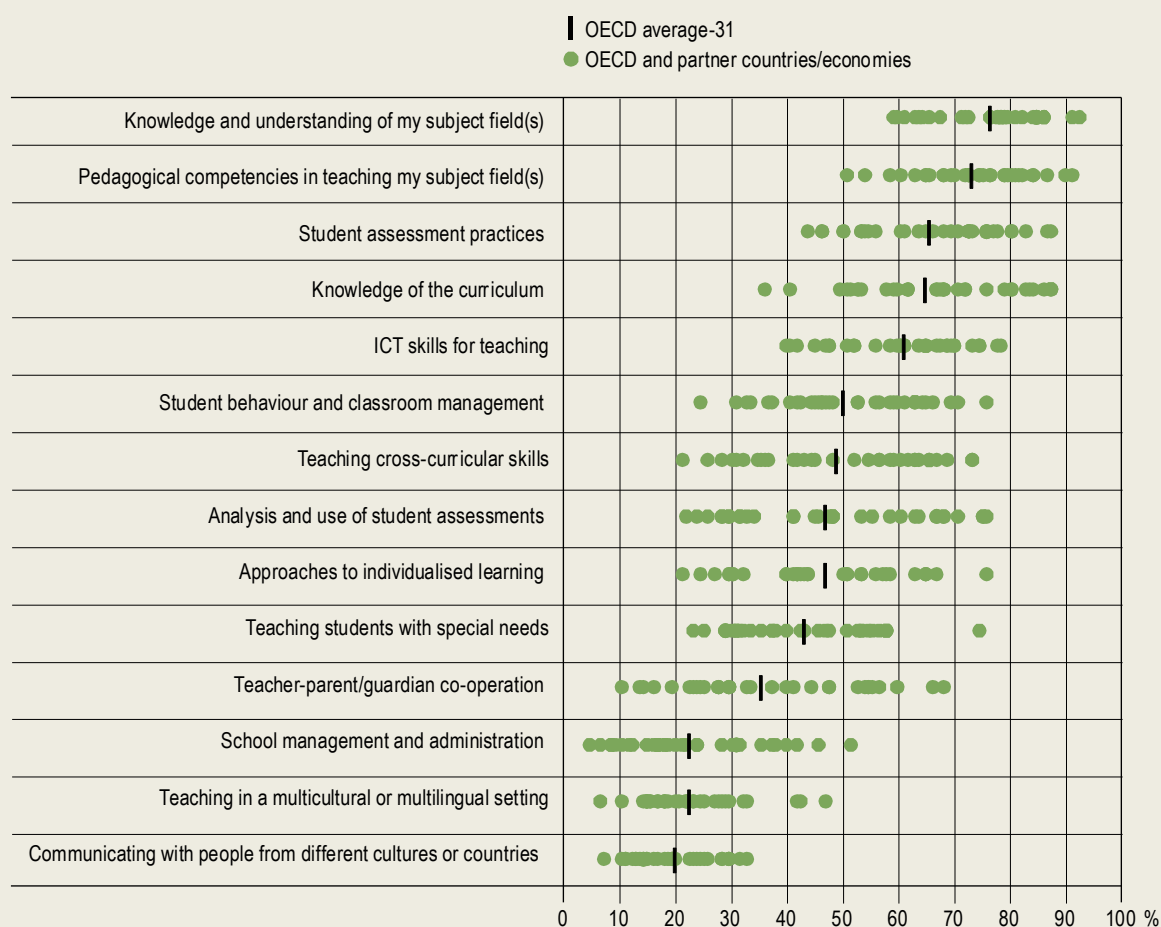 OECD average-31
OECD and partner countries/economies
Knowledge and understanding of my subject field(s)
Pedagogical competencies in teaching my subject field(s)
Student assessment practices
Knowledge of the curriculum
ICT skills for teaching
Student behaviour and classroom management
Teaching cross-curricular skills
Analysis and use of student assessments
Approaches to individualised learning
Teaching students with special needs
Teacher-parent/guardian co-operation
School management and administration
Teaching in a multicultural or multilingual setting
Communicating with people from different cultures or countries
0 10 20 30 40 50 60 70 80 90 100 %